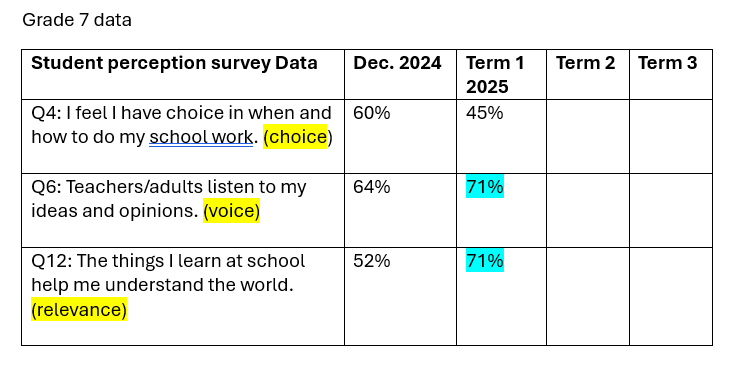 Grade 7 data
Student perception survey Data Dec. 2024 Term 1 Term 2 Term 3
2025
Q4: I feel I have choice in when and 60% 45%
how to do my school work. (choice)
Q6: Teachers/adults listen to my 64% 71%
ideas and opinions. (voice)
Q12: The things I learn at school 52% 71%
help me understand the world.
(relevance)